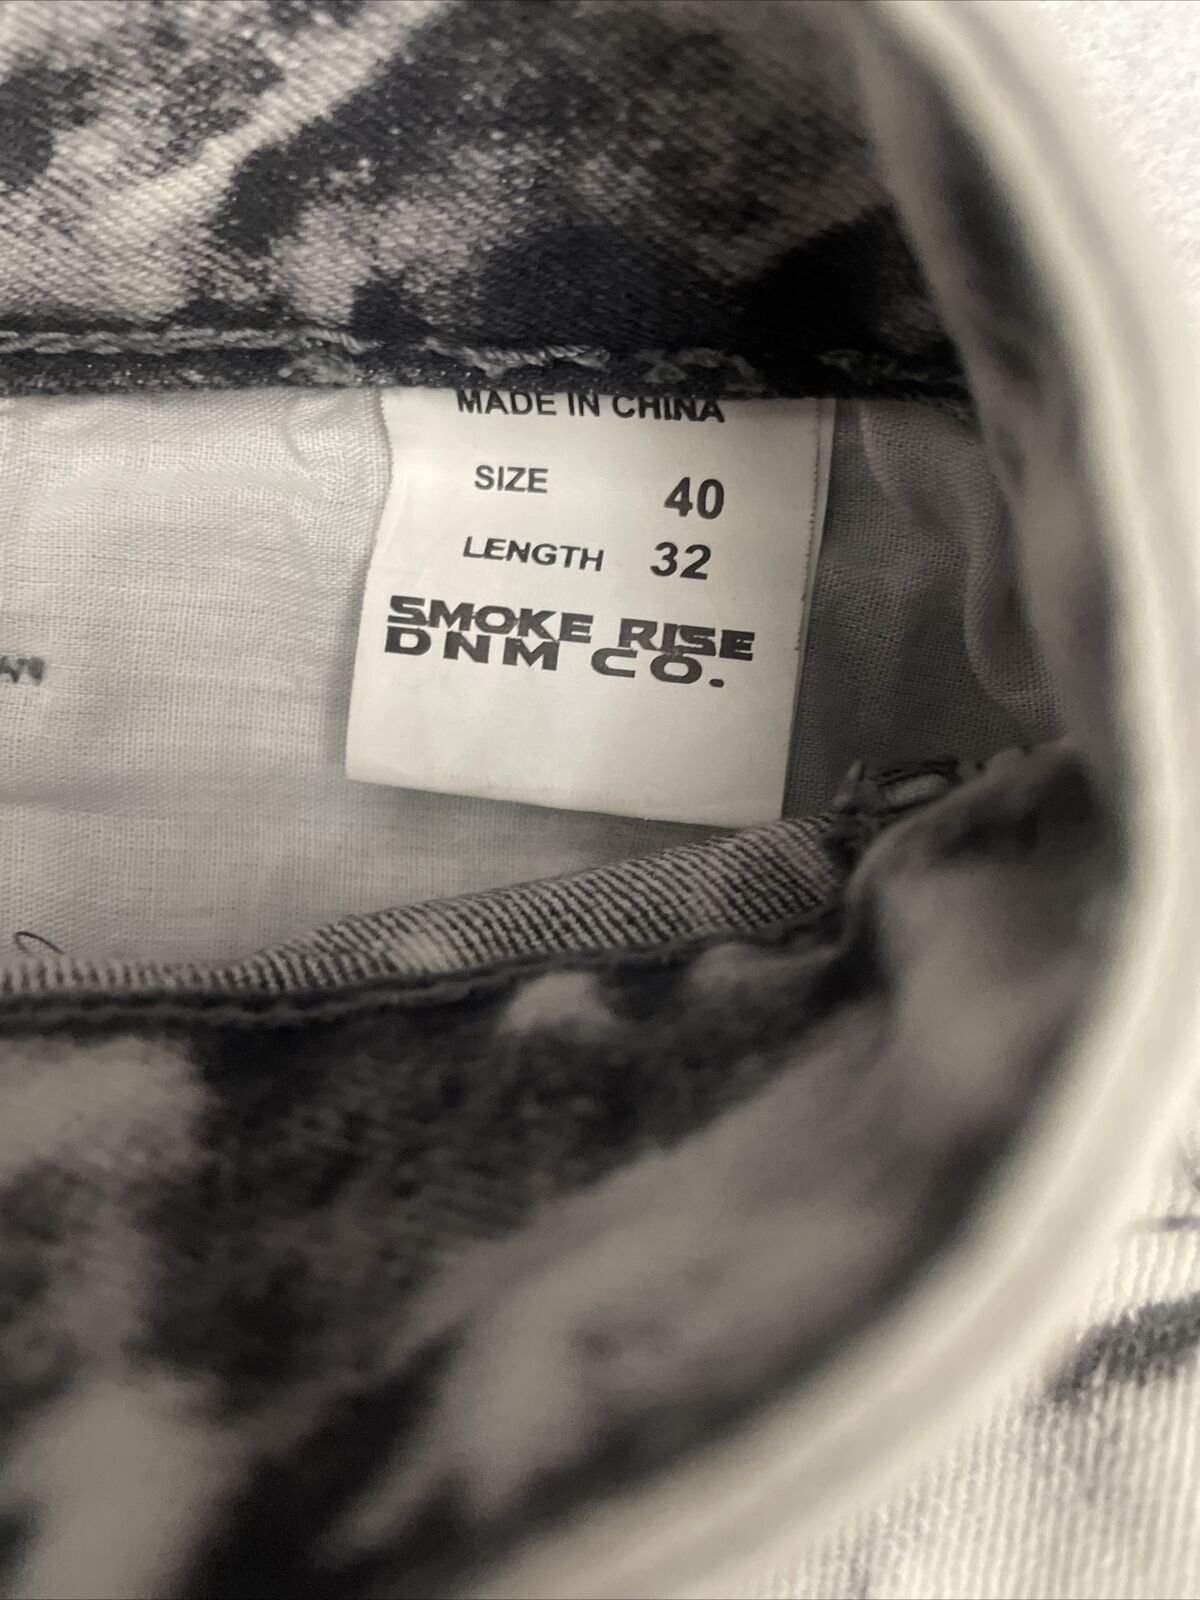 MADE IN CHINA
SIZE 40
LENGTH 32
SMOKE RISE
DNM CO.